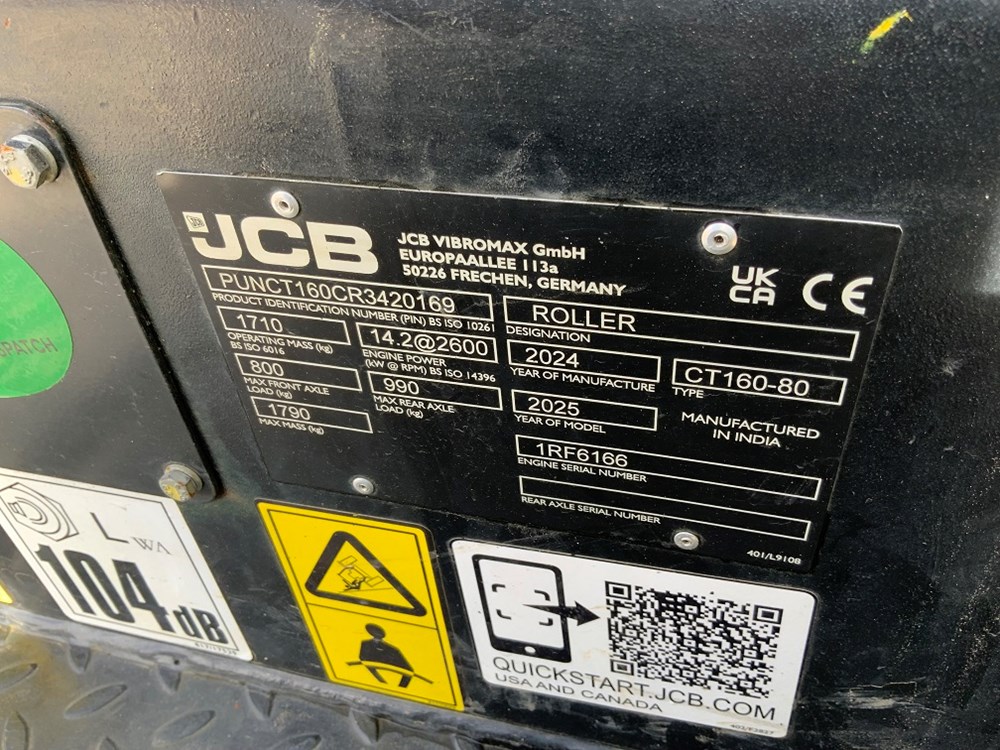 JCB
JCB VIBROMAX GmbH
EUROPAALLEE 113a
50226 FRECHEN, GERMANY
UK
CA
CE
PUNCT160CR3420169
PRODUCT IDENTIFICATION NUMBER (PIN) BS ISO 10261
ROLLER
DESIGNATION
1710
OPERATING MASS (kg)
BS ISO 6016
14.2@2600
ENGINE POWER
(kW @ RPM) BS ISO 14396
2024
YEAR OF MANUFACTURE
CT160-80
TYPE
800
MAX FRONT AXLE
LOAD (kg)
990
MAX REAR AXLE
LOAD (kg)
2025
YEAR OF MODEL
MANUFACTURED
IN INDIA
1790
MAX MASS (kg)
1RF6166
ENGINE SERIAL NUMBER
REAR AXLE SERIAL NUMBER
401/L9108
L WA
104 dB
QUICKSTART.JCB.COM
USA AND CANADA